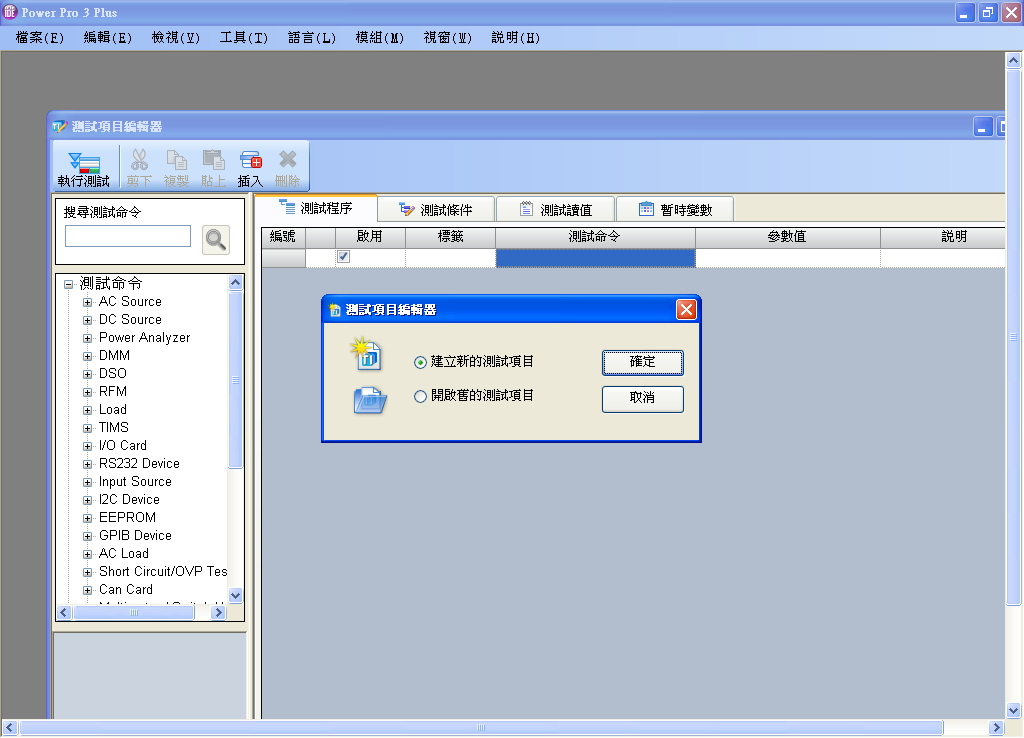 Power Pro 3 Plus
檔案(F) 編輯(E) 檢視(V) 工具(T) 語言(L) 模組(M) 視窗(W) 說明(H)
測試項目編輯器
執行測試 剪下 複製 貼上 插入 刪除
搜尋測試命令
測試程序 測試條件 測試讀值 暫時變數
編號 啟用 標籤 測試命令 參數值 說明
測試命令
AC Source
DC Source
Power Analyzer
DMM
DSO
RFM
Load
TIMS
I/O Card
RS232 Device
Input Source
I2C Device
EEPROM
GPIB Device
AC Load
Short Circuit/OVP Tes
Can Card
測試項目編輯器
建立新的測試項目
開啟舊的測試項目
確定
取消